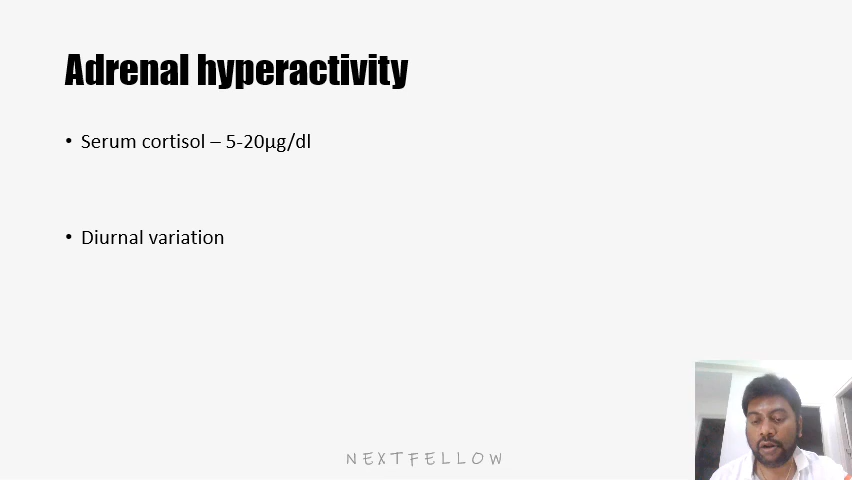 Adrenal hyperactivity
• Serum cortisol – 5-20µg/dl
• Diurnal variation
NEXTFELLOW